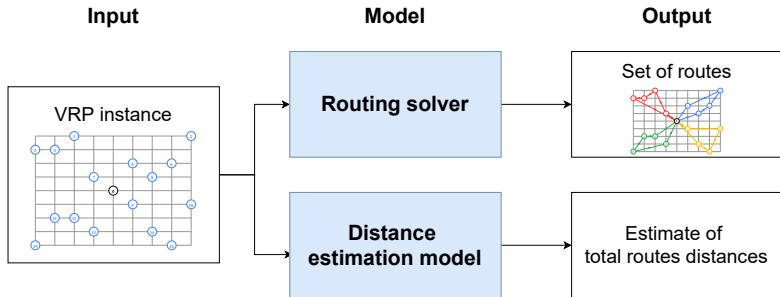 Input
Model
Output
VRP instance
Routing solver
Set of routes
Distance
estimation model
Estimate of
total routes distances